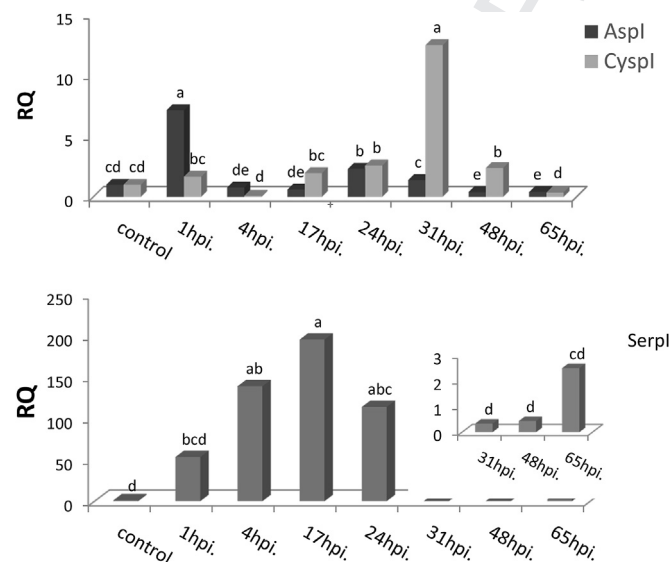 15
10
5
0
RQ
AspI
CyspI
cd cd a bc de d de bc b b c a e b e d
control 1hpi. 4hpi. 17hpi. 24hpi. 31hpi. 48hpi. 65hpi.
250
200
150
100
50
0
RQ
d bcd ab a abc
SerpI
3
2
1
0
d d cd
31hpi. 48hpi. 65hpi.
control 1hpi. 4hpi. 17hpi. 24hpi. 31hpi. 48hpi. 65hpi.